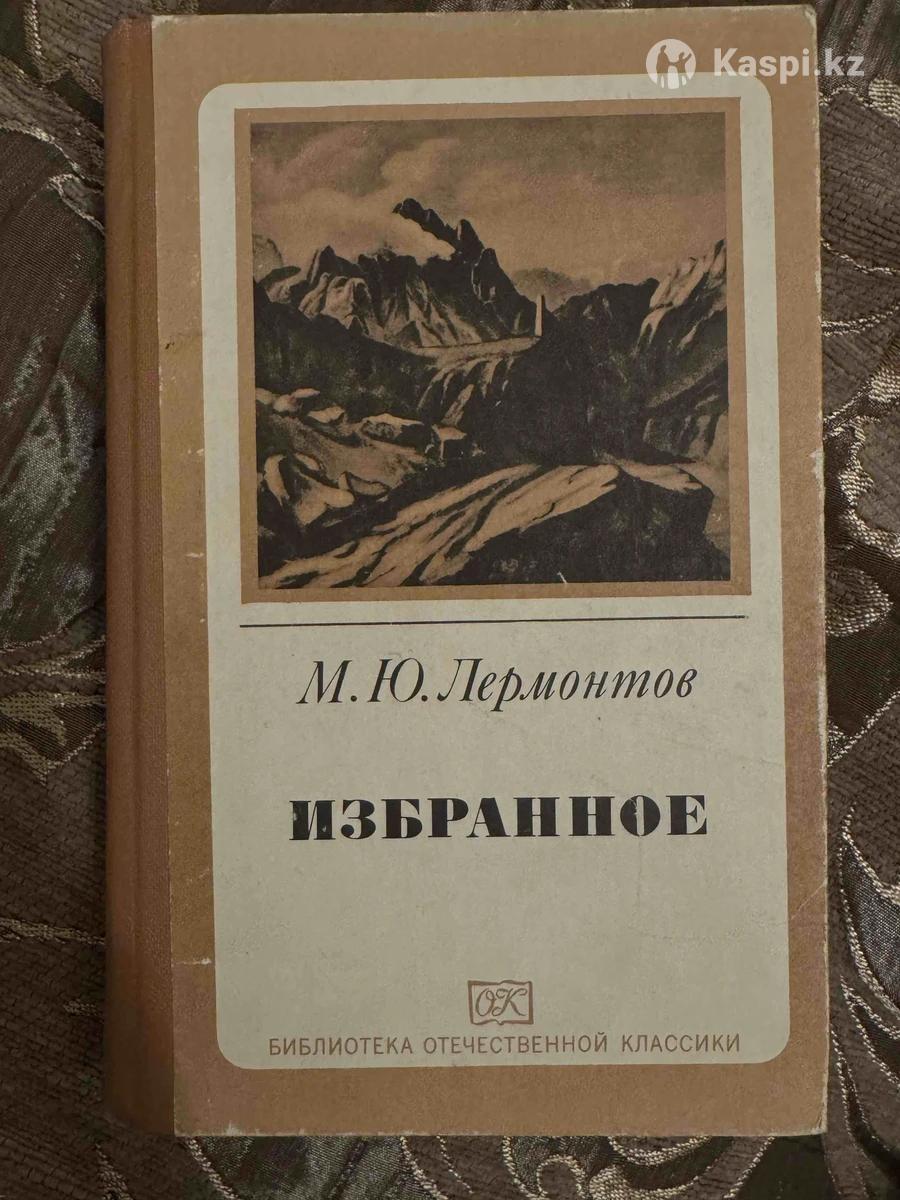 Kaspi.kz
М. Ю. Лермонтов
ИЗБРАННОЕ
ОК
БИБЛИОТЕКА ОТЕЧЕСТВЕННОЙ КЛАССИКИ